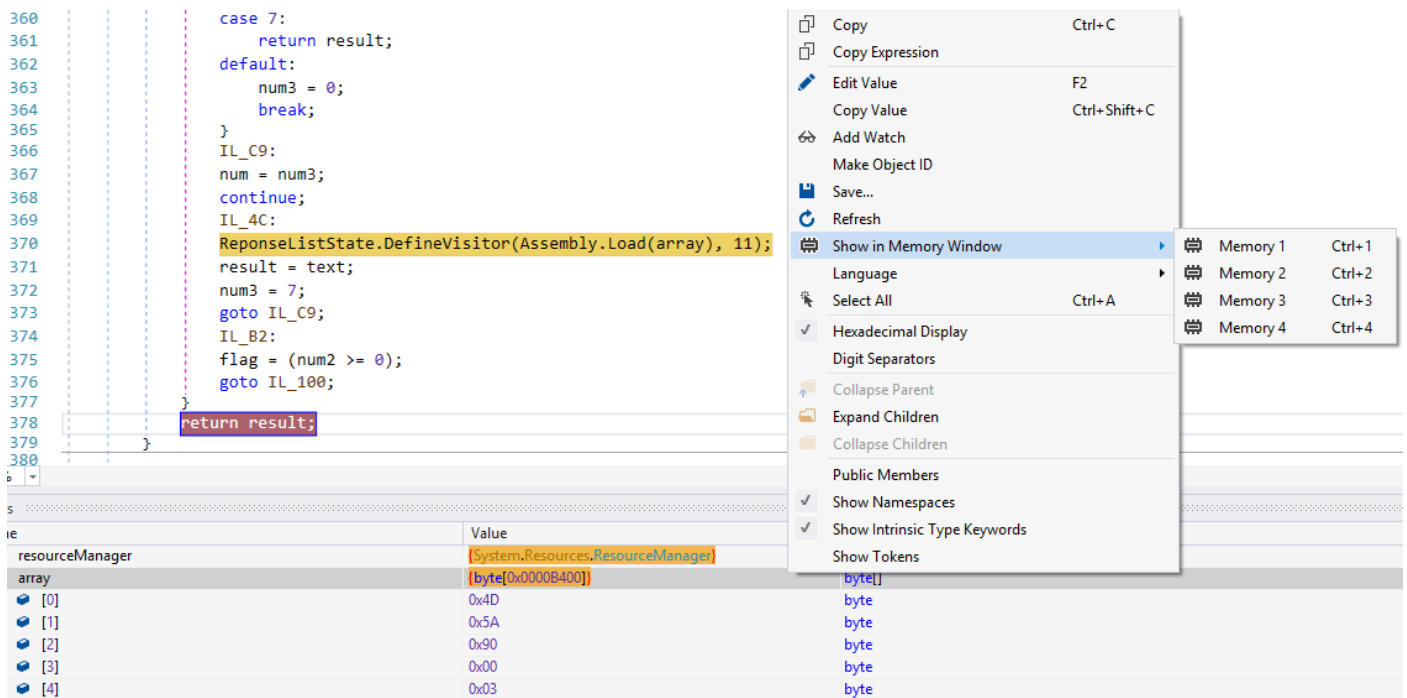 360 case 7:
361 return result;
362 default:
363 num3 = 0;
364 break;
365 }
366 IL_C9:
367 num = num3;
368 continue;
369 IL_4C:
370 ReponseListState.DefineVisitor(Assembly.Load(array), 11);
371 result = text;
372 num3 = 7;
373 goto IL_C9;
374 IL_B2:
375 flag = (num2 >= 0);
376 goto IL_100;
377 }
378 return result;
379 }
380
Copy Ctrl+C
Copy Expression
Edit Value F2
Copy Value Ctrl+Shift+C
Add Watch
Make Object ID
Save...
Refresh
Show in Memory Window
Language
Select All Ctrl+A
Hexadecimal Display
Digit Separators
Collapse Parent
Expand Children
Collapse Children
Public Members
Show Namespaces
Show Intrinsic Type Keywords
Show Tokens
Memory 1 Ctrl+1
Memory 2 Ctrl+2
Memory 3 Ctrl+3
Memory 4 Ctrl+4
Value
resourceManager {System.Resources.ResourceManager}
array {byte[0x0000B400]} byte[]
[0] 0x4D byte
[1] 0x5A byte
[2] 0x90 byte
[3] 0x00 byte
[4] 0x03 byte